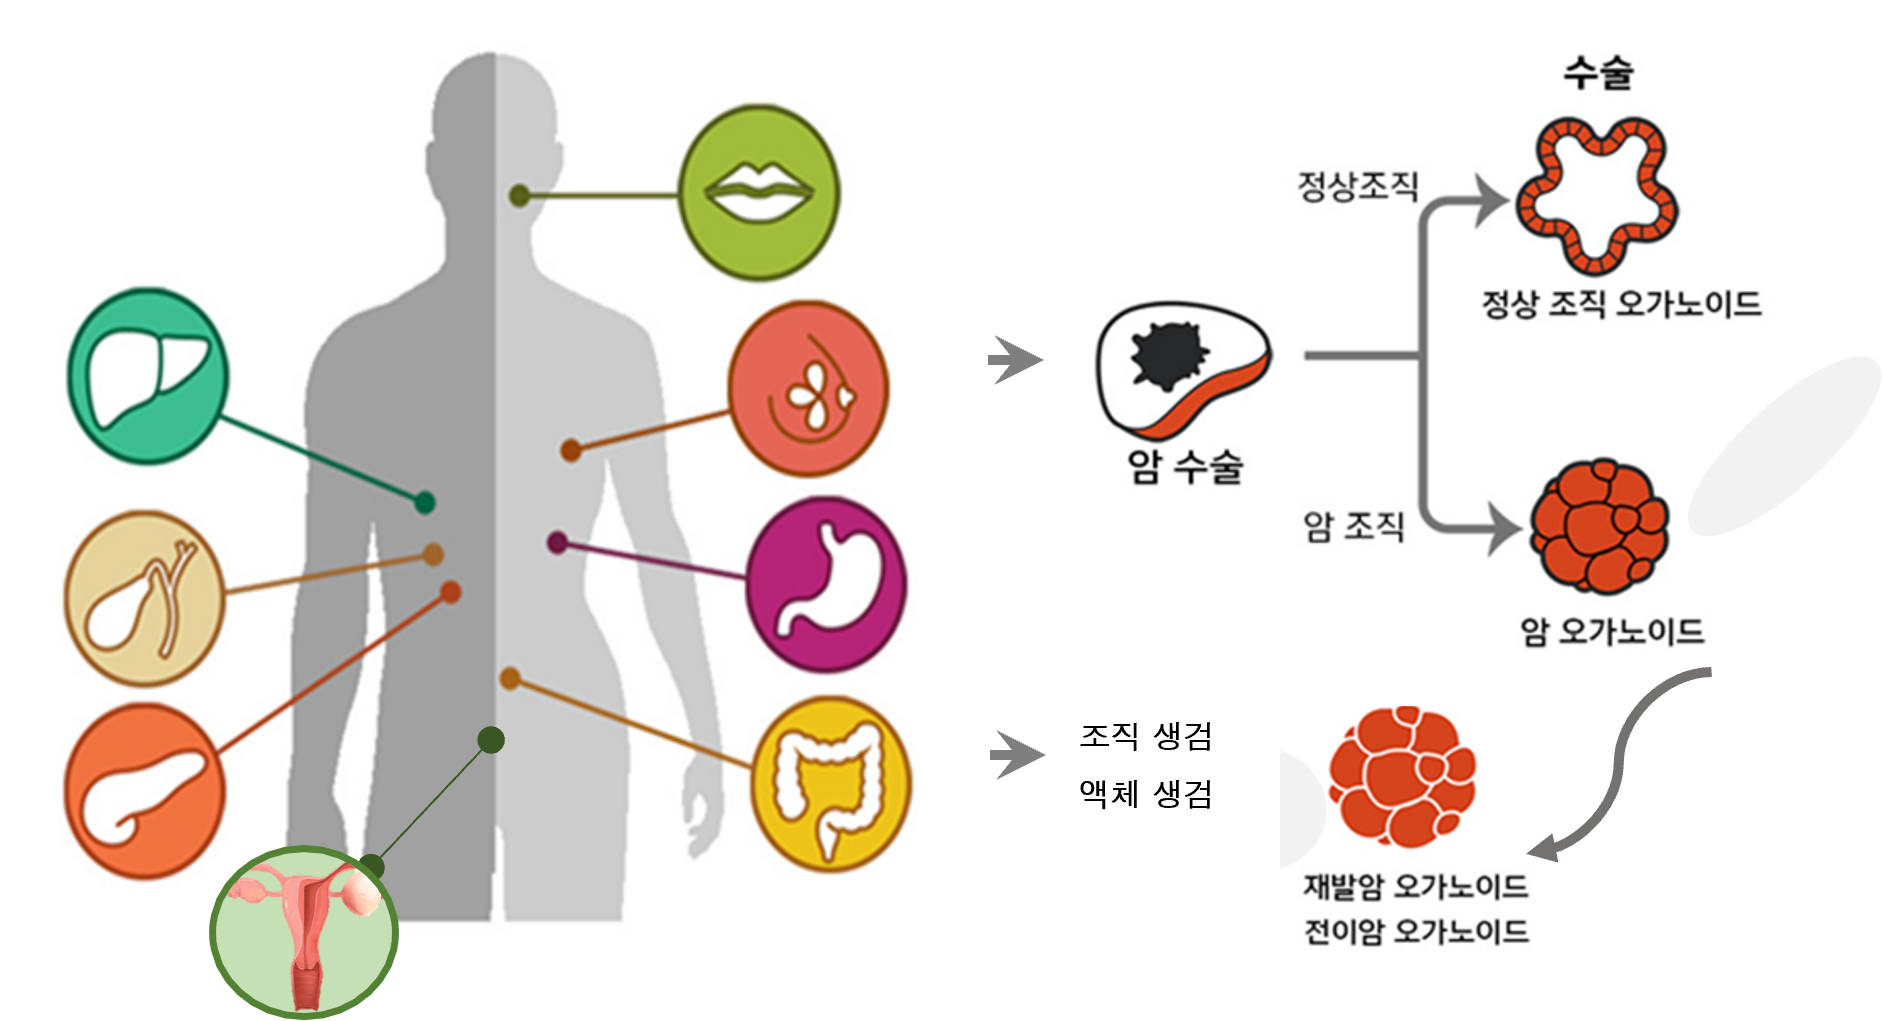 수술
정상조직
정상 조직 오가노이드
암 수술
암 조직
암 오가노이드
조직 생검
액체 생검
재발암 오가노이드
전이암 오가노이드